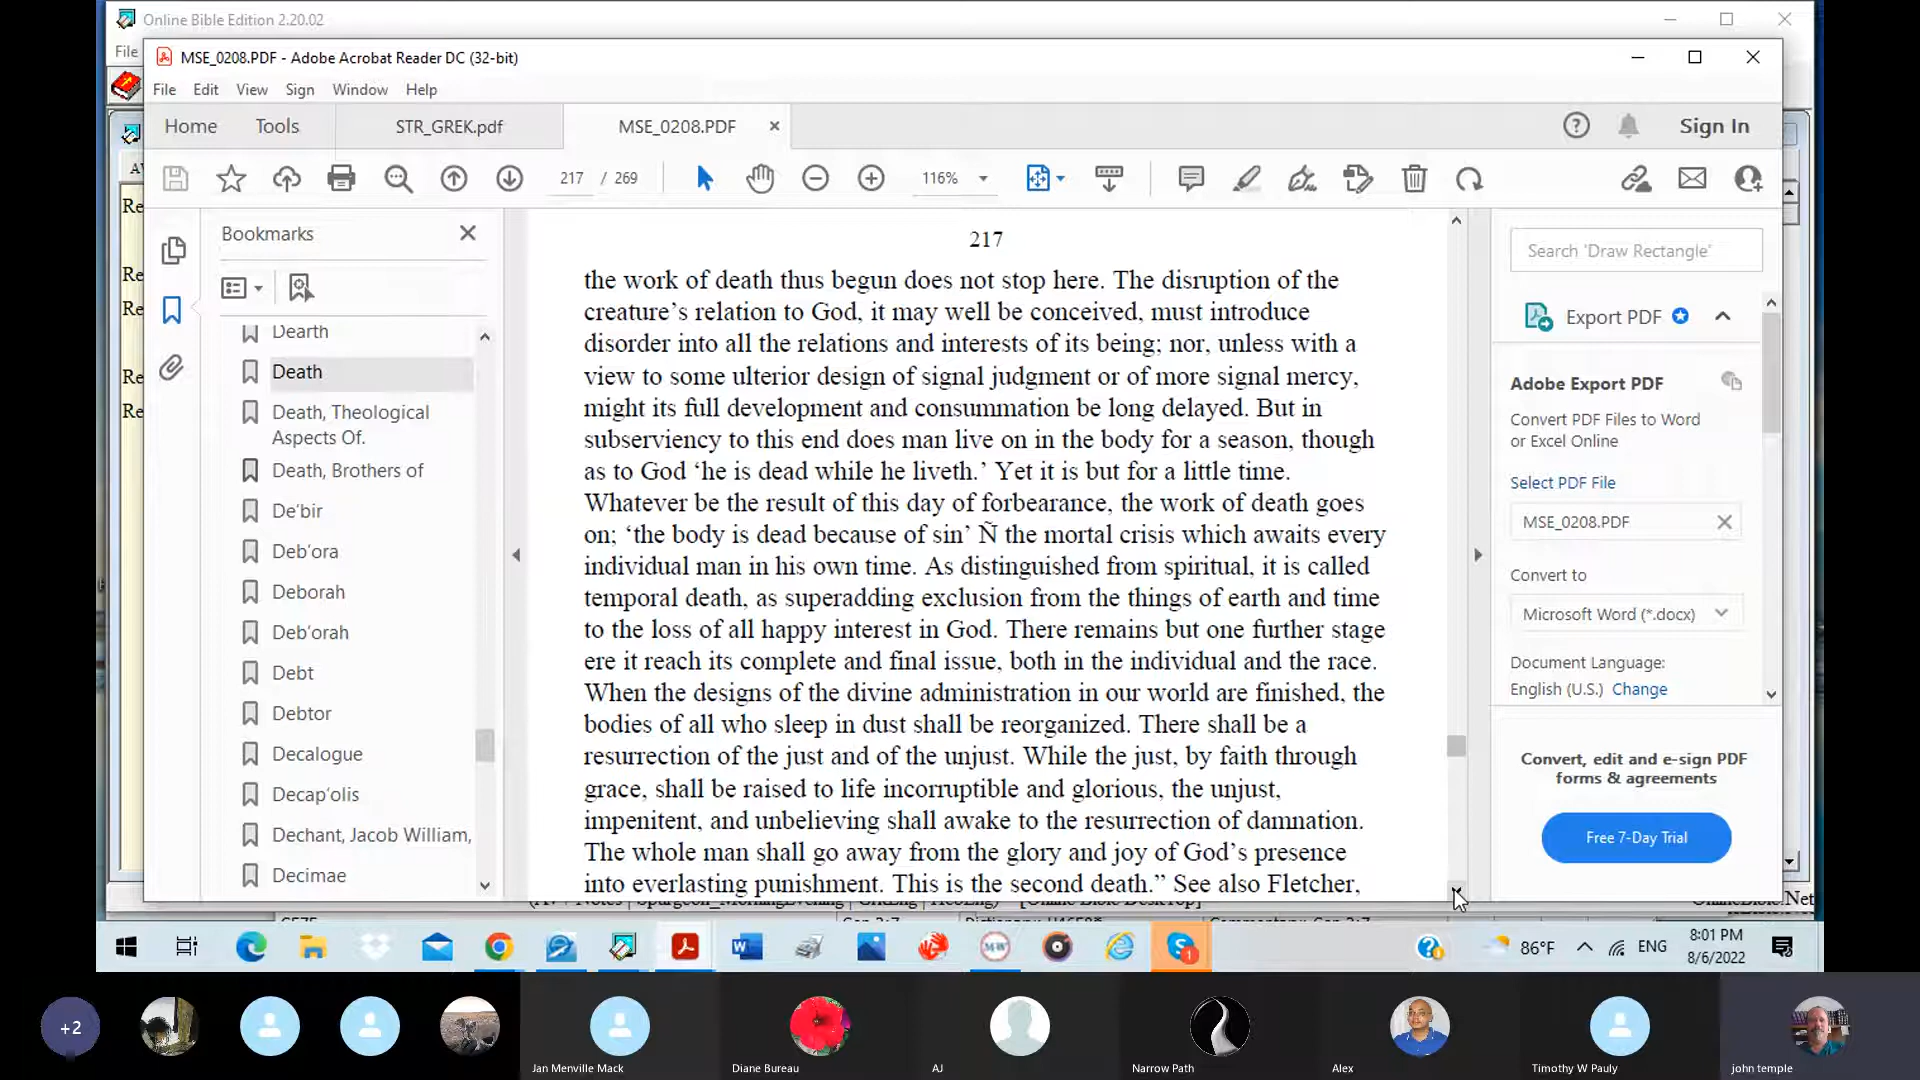 Online Bible Edition 2.20.02
File
MSE_0208.PDF - Adobe Acrobat Reader DC (32-bit)
File Edit View Sign Window Help
Home Tools STR_GREK.pdf MSE_0208.PDF Sign In
217 / 269 116%
Bookmarks
Dearth
Death
Death, Theological
Aspects Of.
Death, Brothers of
De'bir
Deb'ora
Deborah
Deb'orah
Debt
Debtor
Decalogue
Decap'olis
Dechant, Jacob William,
Decimae
217
the work of death thus begun does not stop here. The disruption of the
creature's relation to God, it may well be conceived, must introduce
disorder into all the relations and interests of its being; nor, unless with a
view to some ulterior design of signal judgment or of more signal mercy,
might its full development and consummation be long delayed. But in
subserviency to this end does man live on in the body for a season, though
as to God 'he is dead while he liveth.' Yet it is but for a little time.
Whatever be the result of this day of forbearance, the work of death goes
on; 'the body is dead because of sin' Ñ the mortal crisis which awaits every
individual man in his own time. As distinguished from spiritual, it is called
temporal death, as superadding exclusion from the things of earth and time
to the loss of all happy interest in God. There remains but one further stage
ere it reach its complete and final issue, both in the individual and the race.
When the designs of the divine administration in our world are finished, the
bodies of all who sleep in dust shall be reorganized. There shall be a
resurrection of the just and of the unjust. While the just, by faith through
grace, shall be raised to life incorruptible and glorious, the unjust,
impenitent, and unbelieving shall awake to the resurrection of damnation.
The whole man shall go away from the glory and joy of God's presence
into everlasting punishment. This is the second death." See also Fletcher,
Search 'Draw Rectangle'
Export PDF
Adobe Export PDF
Convert PDF Files to Word
or Excel Online
Select PDF File
MSE_0208.PDF
Convert to
Microsoft Word (*.docx)
Document Language:
English (U.S.) Change
Convert, edit and e-sign PDF
forms & agreements
Free 7-Day Trial
86°F ENG 8:01 PM
8/6/2022
+2
Jan Menville Mack
Diane Bureau
AJ
Narrow Path
Alex
Timothy W Pauly
john temple